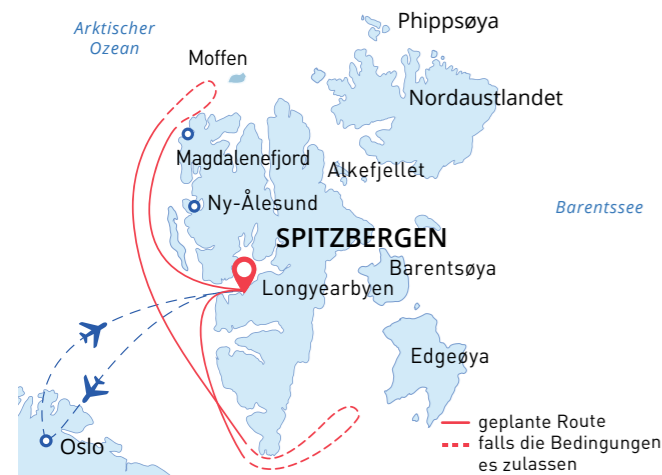 Phippsøya
Arktischer
Ozean
Moffen
Nordaustlandet
Magdalenefjord
Alkefjellet
Ny-Ålesund
Barentssee
SPITZBERGEN
Barentsøya
Longyearbyen
Edgeøya
geplante Route
falls die Bedingungen
es zulassen
Oslo